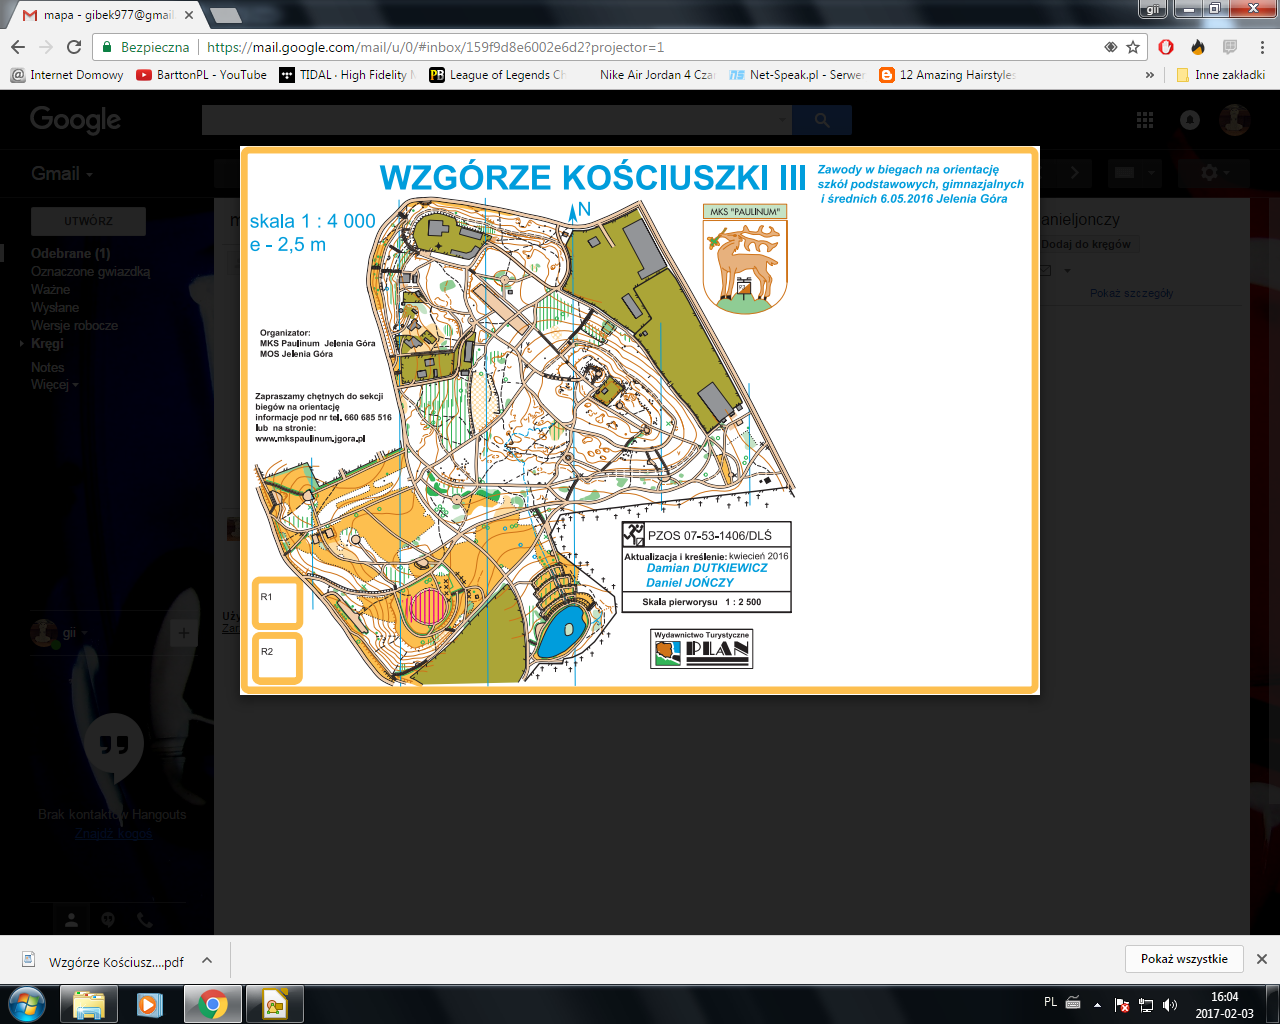 mapa - gibek977@gmail.
gii
Bezpieczna
https://mail.google.com/mail/u/0/#inbox/159f9d8e6002e6d2?projector=1
Internet Domowy
BarttonPL - YouTube
TIDAL · High Fidelity
League of Legends
Nike Air Jordan 4
Net-Speak.pl - Serwer
12 Amazing Hairstyles
»
Inne zakładki
Google
Gmail
UTWÓRZ
Odebrane (1)
Oznaczone gwiazdką
Ważne
Wysłane
Wersje robocze
Kręgi
Notes
Więcej
gii
Brak kontaktów Hangouts
Znajdź kogoś
anieljonczy
Dodaj do kręgów
Pokaż szczegóły
WZGÓRZE KOŚCIUSZKI III
Zawody w biegach na orientację
szkół podstawowych, gimnazjalnych
i średnich 6.05.2016 Jelenia Góra
skala 1 : 4 000
e - 2,5 m
N
MKS "PAULINUM"
Organizator:
MKS Paulinum Jelenia Góra
MOS Jelenia Góra
Zapraszamy chętnych do sekcji
biegów na orientację
informacje pod nr tel. 660 685 516
lub na stronie:
www.mkspaulinum.jgora.pl
PZOS 07-53-1406/DLŚ
Aktualizacja i kreślenie: kwiecień 2016
Damian DUTKIEWICZ
Daniel JOŃCZY
Skala pierworysu 1 : 2 500
Wydawnictwo Turystyczne
PLAN
R1
R2
Wzgórze Kościusz....pdf
Pokaż wszystkie
PL
16:04
2017-02-03